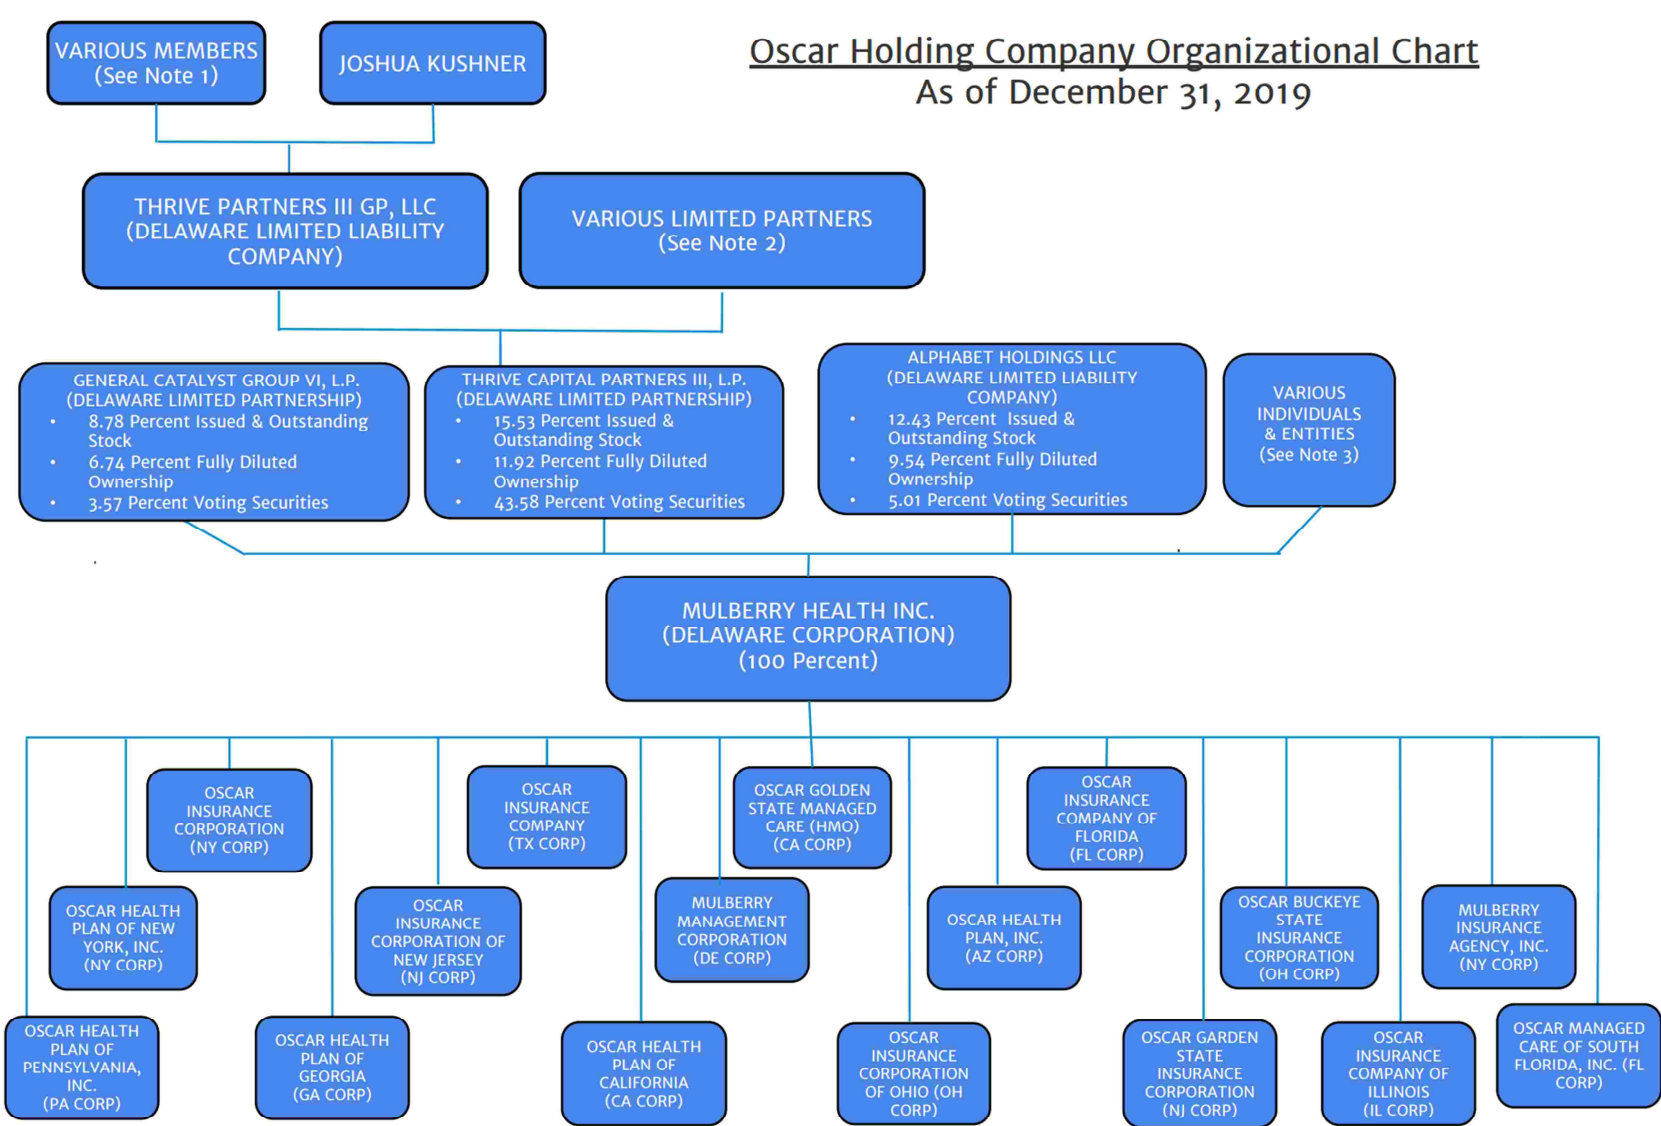 Oscar Holding Company Organizational Chart
As of December 31, 2019
VARIOUS MEMBERS
(See Note 1)
JOSHUA KUSHNER
THRIVE PARTNERS III GP, LLC
(DELAWARE LIMITED LIABILITY
COMPANY)
VARIOUS LIMITED PARTNERS
(See Note 2)
GENERAL CATALYST GROUP VI, L.P.
(DELAWARE LIMITED PARTNERSHIP)
• 8.78 Percent Issued & Outstanding
Stock
• 6.74 Percent Fully Diluted
Ownership
• 3.57 Percent Voting Securities
THRIVE CAPITAL PARTNERS III, L.P.
(DELAWARE LIMITED PARTNERSHIP)
• 15.53 Percent Issued &
Outstanding Stock
• 11.92 Percent Fully Diluted
Ownership
• 43.58 Percent Voting Securities
ALPHABET HOLDINGS LLC
(DELAWARE LIMITED LIABILITY
COMPANY)
• 12.43 Percent Issued &
Outstanding Stock
• 9.54 Percent Fully Diluted
Ownership
• 5.01 Percent Voting Securities
VARIOUS
INDIVIDUALS
& ENTITIES
(See Note 3)
MULBERRY HEALTH INC.
(DELAWARE CORPORATION)
(100 Percent)
OSCAR
INSURANCE
CORPORATION
(NY CORP)
OSCAR
INSURANCE
COMPANY
(TX CORP)
OSCAR GOLDEN
STATE MANAGED
CARE (HMO)
(CA CORP)
OSCAR
INSURANCE
COMPANY OF
FLORIDA
(FL CORP)
OSCAR HEALTH
PLAN OF NEW
YORK, INC.
(NY CORP)
OSCAR
INSURANCE
CORPORATION OF
NEW JERSEY
(NJ CORP)
MULBERRY
MANAGEMENT
CORPORATION
(DE CORP)
OSCAR HEALTH
PLAN, INC.
(AZ CORP)
OSCAR BUCKEYE
STATE
INSURANCE
CORPORATION
(OH CORP)
MULBERRY
INSURANCE
AGENCY, INC.
(NY CORP)
OSCAR HEALTH
PLAN OF
PENNSYLVANIA,
INC.
(PA CORP)
OSCAR HEALTH
PLAN OF
GEORGIA
(GA CORP)
OSCAR HEALTH
PLAN OF
CALIFORNIA
(CA CORP)
OSCAR
INSURANCE
CORPORATION
OF OHIO (OH
CORP)
OSCAR GARDEN
STATE
INSURANCE
CORPORATION
(NJ CORP)
OSCAR
INSURANCE
COMPANY OF
ILLINOIS
(IL CORP)
OSCAR MANAGED
CARE OF SOUTH
FLORIDA, INC. (FL
CORP)